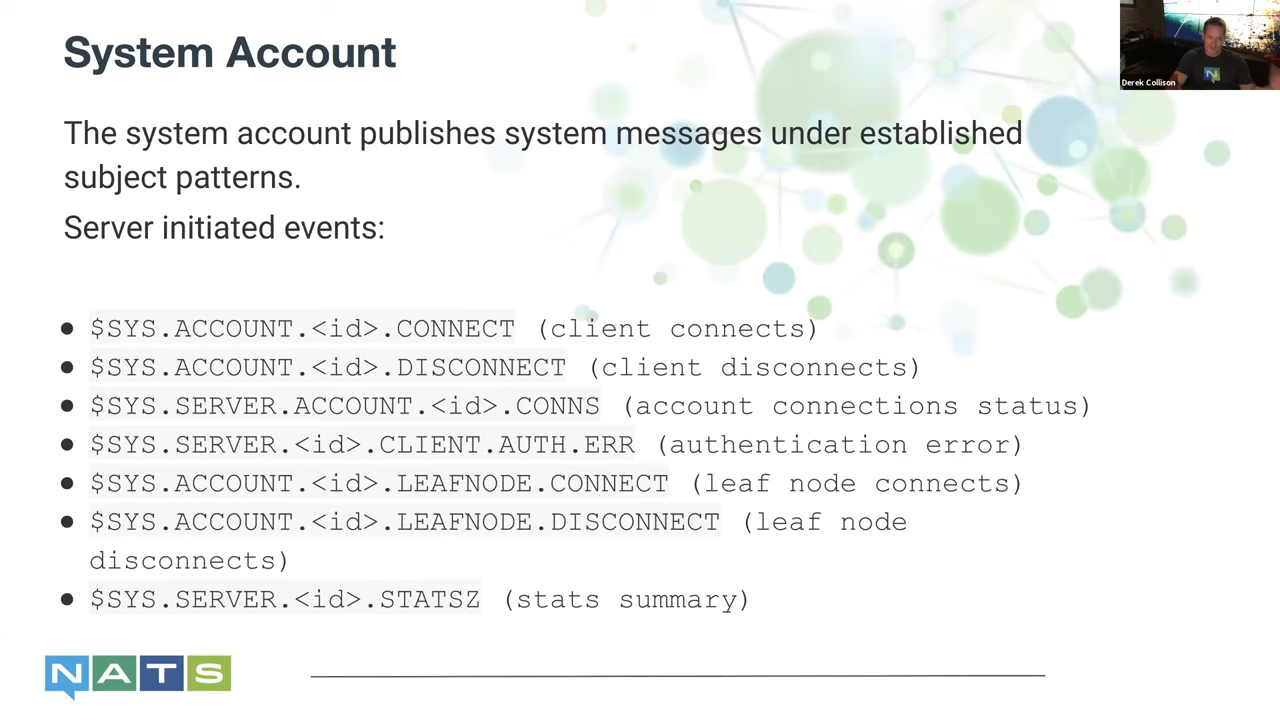 System Account
Derek Collison
The system account publishes system messages under established
subject patterns.
Server initiated events:
● $SYS.ACCOUNT.<id>.CONNECT (client connects)
● $SYS.ACCOUNT.<id>.DISCONNECT (client disconnects)
● $SYS.SERVER.ACCOUNT.<id>.CONNS (account connections status)
● $SYS.SERVER.<id>.CLIENT.AUTH.ERR (authentication error)
● $SYS.ACCOUNT.<id>.LEAFNODE.CONNECT (leaf node connects)
● $SYS.ACCOUNT.<id>.LEAFNODE.DISCONNECT (leaf node
disconnects)
● $SYS.SERVER.<id>.STATSZ (stats summary)
NATS